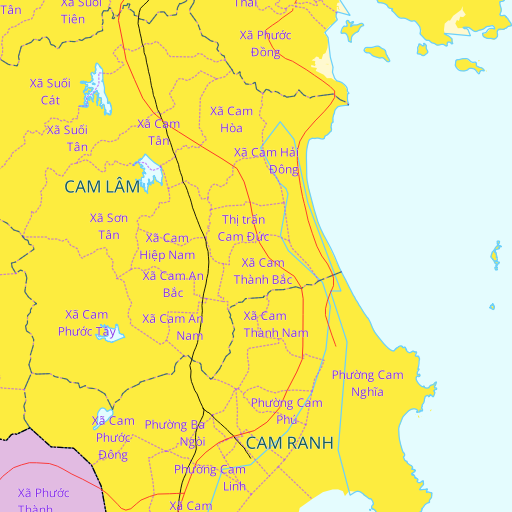 Thái
Xã Suối
Tiên
Tân
Xã Phước
Đồng
Xã Suối
Cát
Xã Cam
Hòa
Xã Cam
Tân
Xã Suối
Tân
Xã Cam Hải
Đông
CAM LÂM
Xã Sơn
Tân
Thị trấn
Cam Đức
Xã Cam
Hiệp Nam
Xã Cam
Thành Bắc
Xã Cam An
Bắc
Xã Cam
Phước Tây
Xã Cam An
Nam
Xã Cam
Thành Nam
Phường Cam
Nghĩa
Phường Cam
Phú
Xã Cam
Phước
Đông
Phường Ba
Ngòi
CAM RANH
Phường Cam
Linh
Xã Phước
Thành
Xã Cam